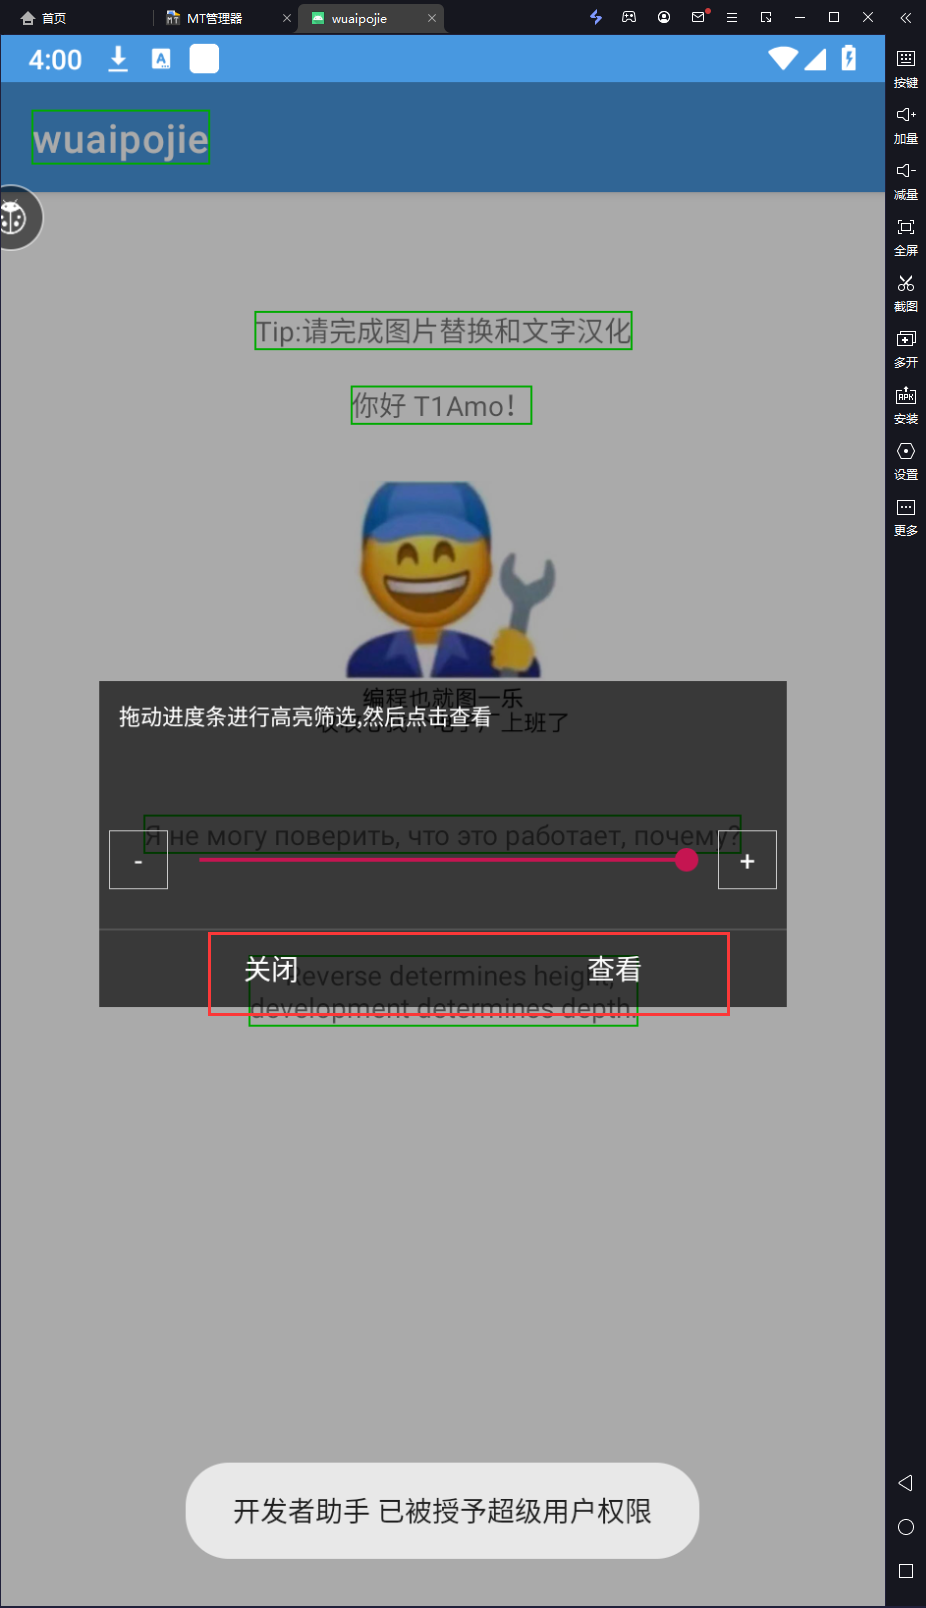 首页
MT管理器
wuaipojie
4:00
A
wuaipojie
Tip:请完成图片替换和文字汉化
你好 T1Amo！
编程也就图一乐
上班了
拖动进度条进行高亮筛选,然后点击查看
Я не могу поверить, что это работает, почему?
-
+
关闭
查看
Reverse determines height,
development determines depth.
开发者助手 已被授予超级用户权限
按键
加量
减量
全屏
截图
多开
APK
安装
设置
更多